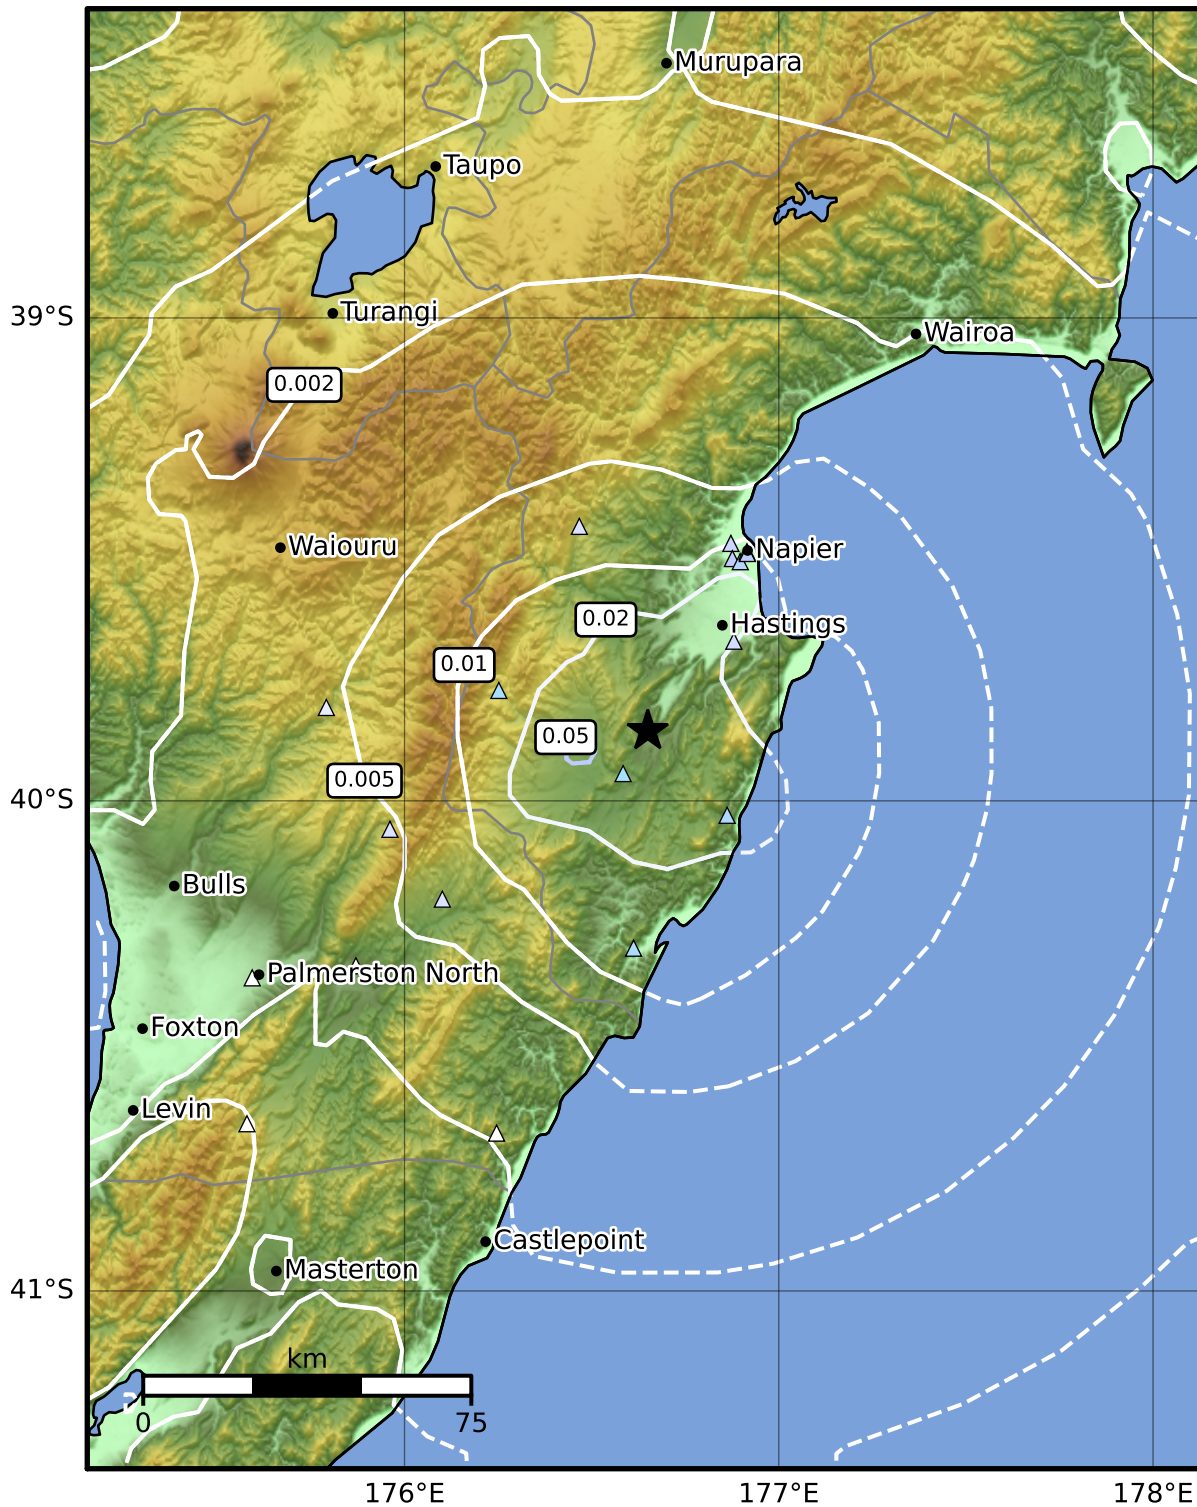 Murupara
Taupo
39°S
Turangi
Wairoa
0.002
Waiouru
Napier
0.02
Hastings
0.01
0.05
0.005
40°S
Bulls
Palmerston North
Foxton
Levin
Castlepoint
Masterton
41°S
km
0 75
176°E 177°E 178°E